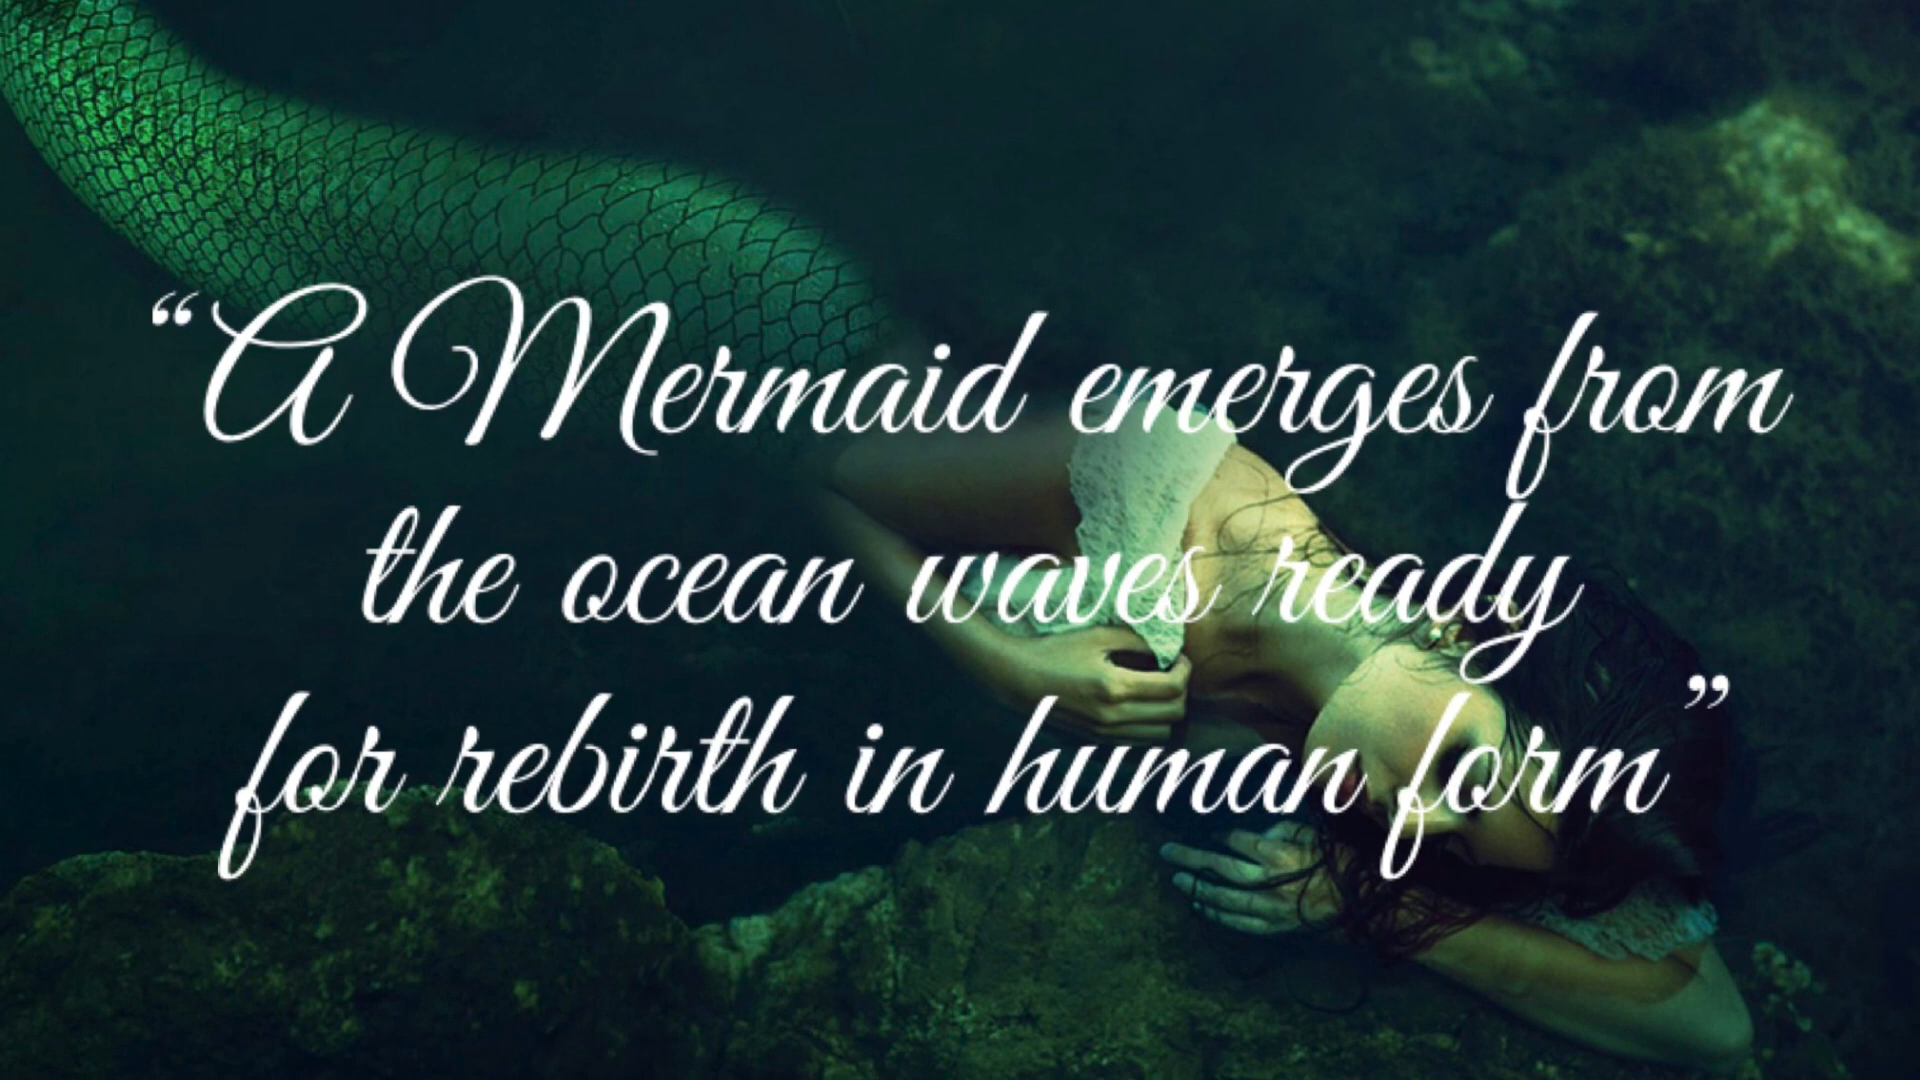 “A Mermaid emerges from
the ocean waves ready
for rebirth in human form”